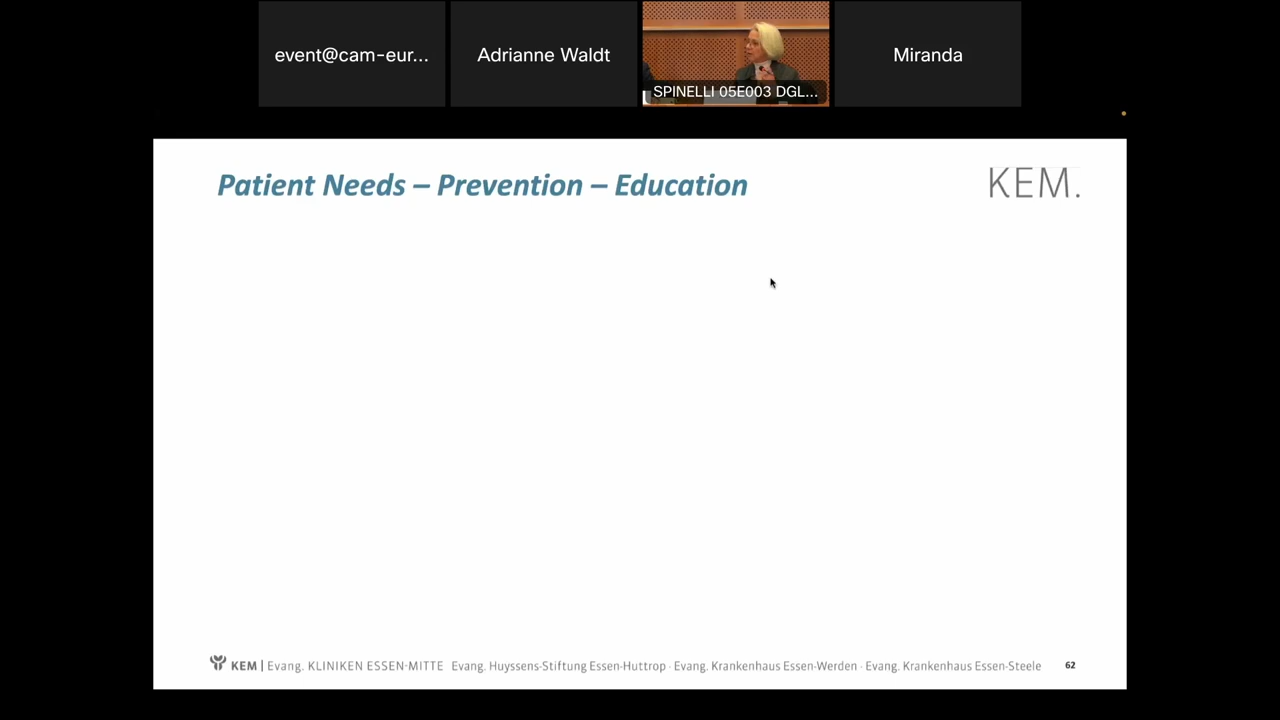 event@cam-eur...
Adrianne Waldt
SPINELLI 05E003 DGL...
Miranda
Patient Needs – Prevention – Education
KEM.
KEM | Evang. KLINIKEN ESSEN-MITTE Evang. Huyssens-Stiftung Essen-Huttrop · Evang. Krankenhaus Essen-Werden · Evang. Krankenhaus Essen-Steele
62